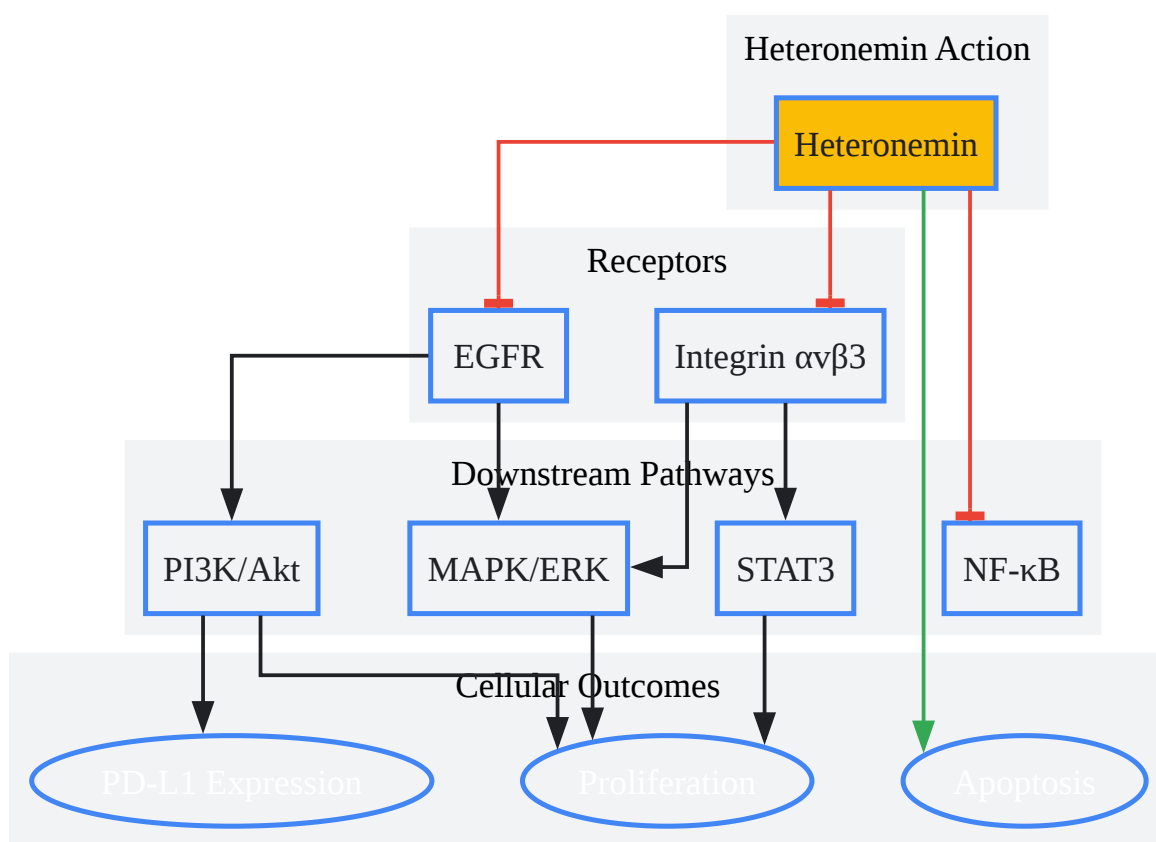 Heteronemin Action
Heteronemin
Receptors
EGFR
Integrin αvβ3
Downstream Pathways
PI3K/Akt
MAPK/ERK
STAT3
NF-κB
Cellular Outcomes
PD-L1 Expression
Proliferation
Apoptosis